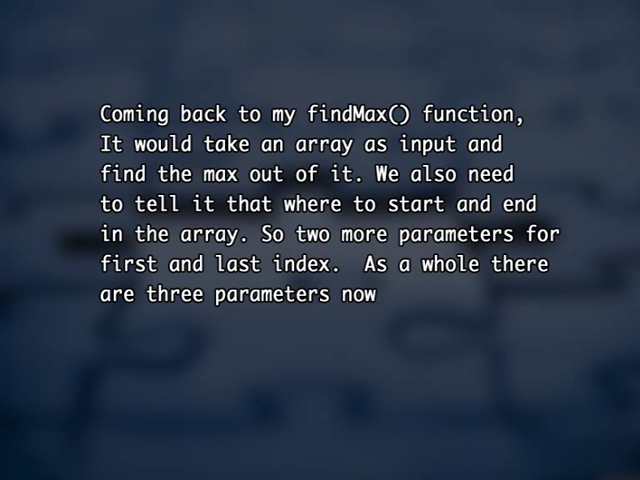 Coming back to my findMax() function,
It would take an array as input and
find the max out of it. We also need
to tell it that where to start and end
in the array. So two more parameters for
first and last index.  As a whole there
are three parameters now